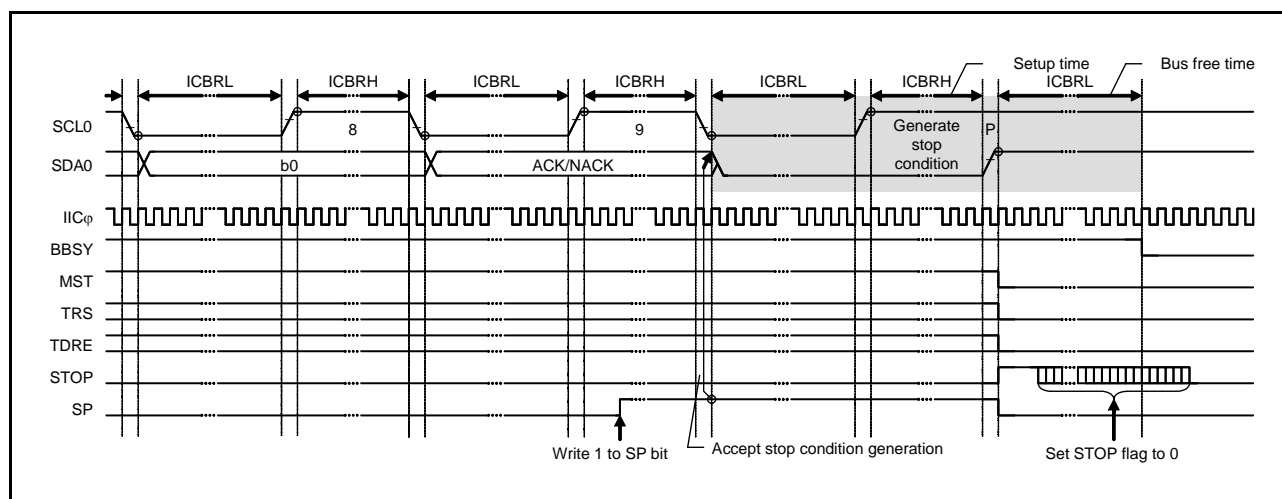 Setup time
Bus free time
ICBRL ICBRH ICBRL ICBRH ICBRL ICBRH ICBRL
SCL0 8 9 Generate stop condition P
SDA0 b0 ACK/NACK
IICφ
BBSY
MST
TRS
TDRE
STOP
SP
Write 1 to SP bit
Accept stop condition generation
Set STOP flag to 0